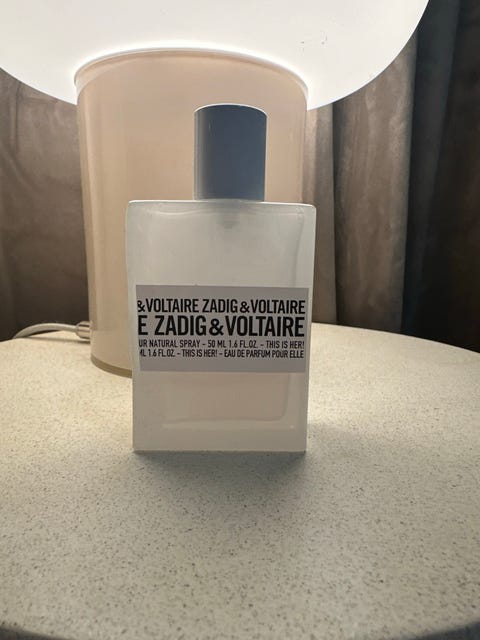 &VOLTAIRE ZADIG&VOLTAIRE
E ZADIG&VOLTAIRE
UR NATURAL SPRAY – 50 ML 1.6 FL.OZ. – THIS IS HER!
ML 1.6 FL.OZ. – THIS IS HER! – EAU DE PARFUM POUR ELLE